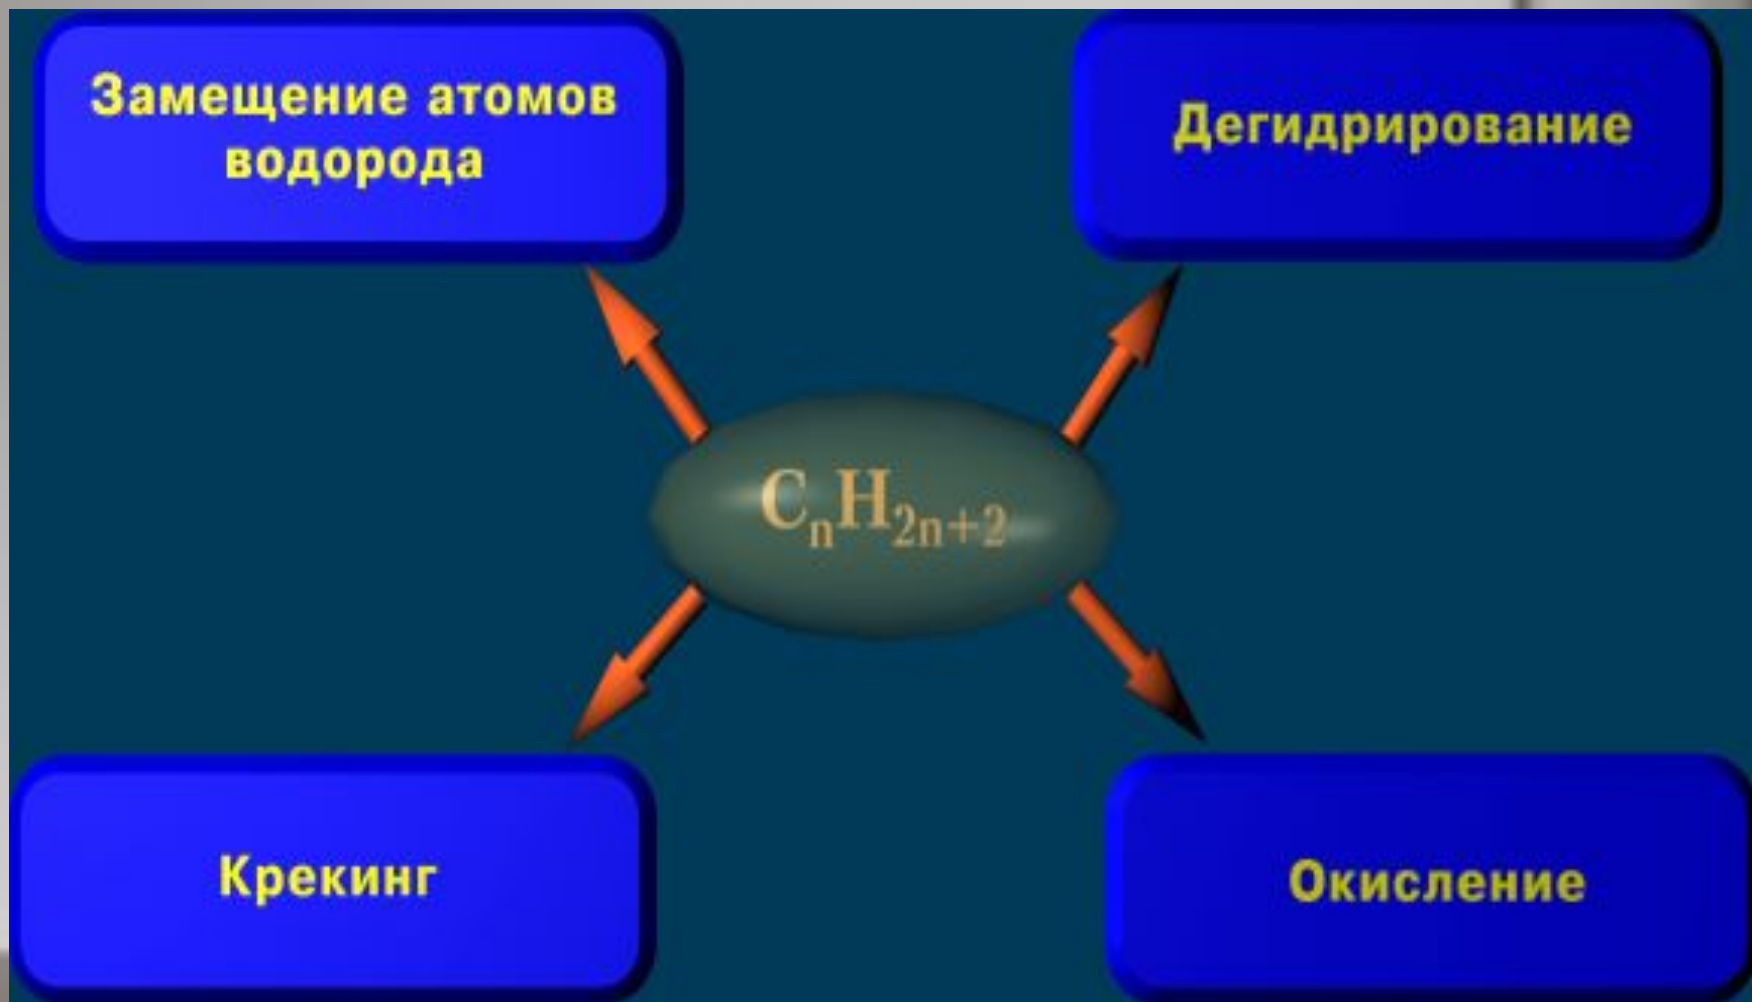 Замещение атомов
водорода
Дегидрирование
CₙH₂ₙ₊₂
Крекинг
Окисление